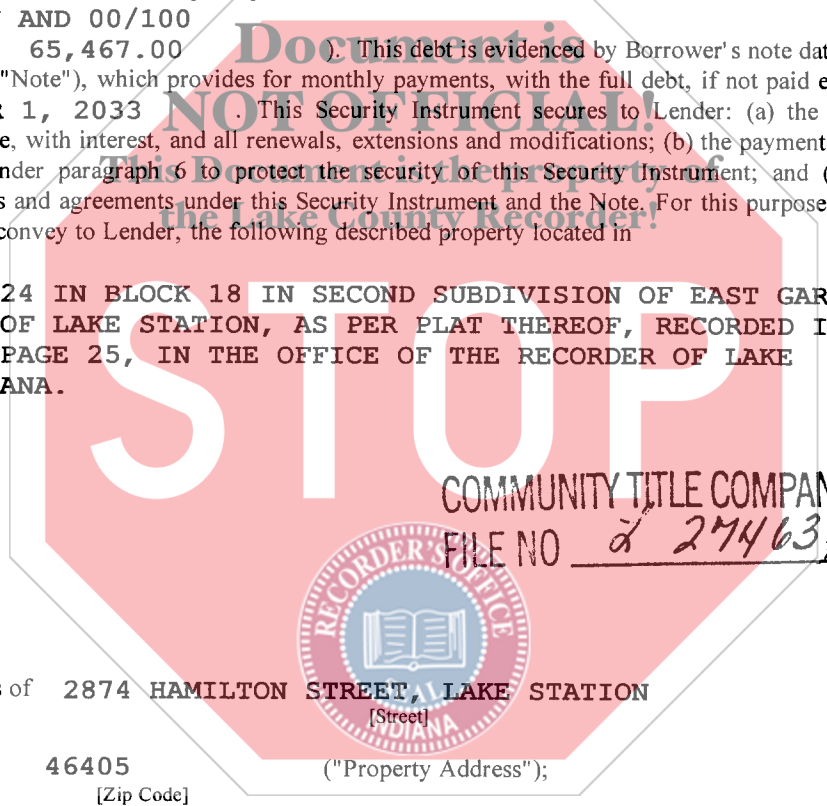 AND 00/100
65,467.00 ). This debt is evidenced by Borrower's note dat
"Note"), which provides for monthly payments, with the full debt, if not paid e
R 1, 2033 . This Security Instrument secures to Lender: (a) the
e, with interest, and all renewals, extensions and modifications; (b) the payment
nder paragraph 6 to protect the security of this Security Instrument; and (
s and agreements under this Security Instrument and the Note. For this purpose
convey to Lender, the following described property located in
Document is
NOT OFFICIAL!
This Document is the property of
the Lake County Recorder!
24 IN BLOCK 18 IN SECOND SUBDIVISION OF EAST GAR
OF LAKE STATION, AS PER PLAT THEREOF, RECORDED I
PAGE 25, IN THE OFFICE OF THE RECORDER OF LAKE
ANA.
STOP
COMMUNITY TITLE COMPAN
FILE NO 2 27463
RECORDER'S OFFICE
SEAL
INDIANA
s of 2874 HAMILTON STREET, LAKE STATION
[Street]
46405 ("Property Address");
[Zip Code]